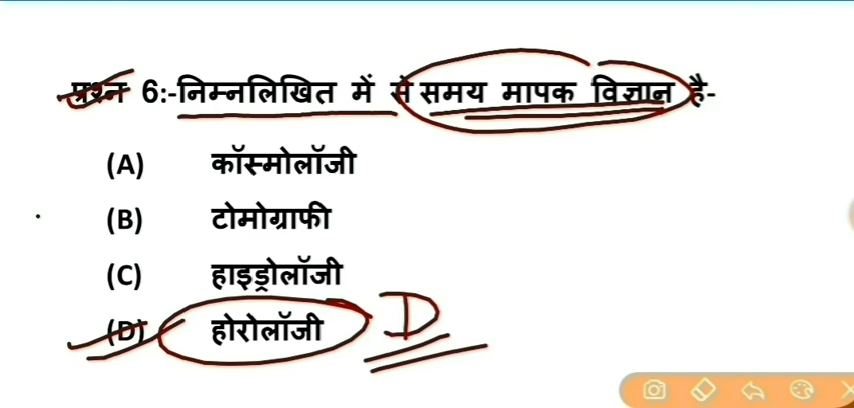 प्रश्न 6:-निम्नलिखित में से समय मापक विज्ञान है-
(A) कॉस्मोलॉजी
(B) टोमोग्राफी
(C) हाइड्रोलॉजी
(D) होरोलॉजी D